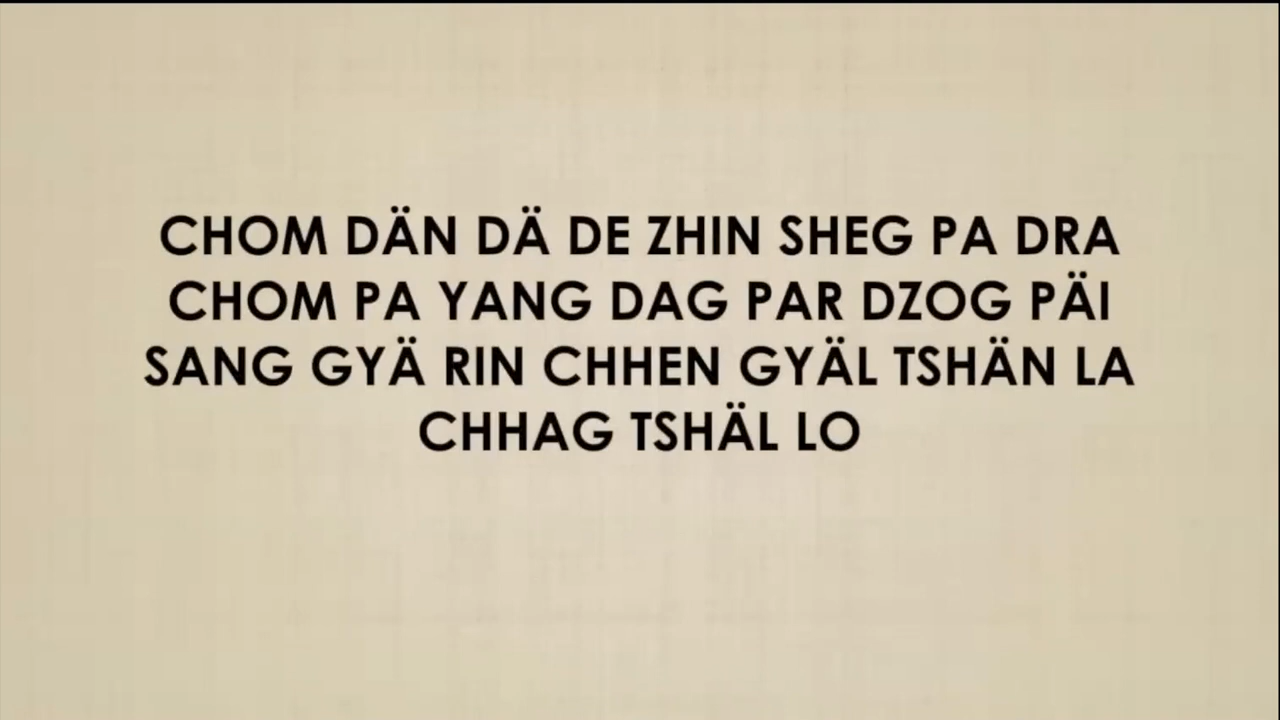 CHOM DÄN DÄ DE ZHIN SHEG PA DRA
CHOM PA YANG DAG PAR DZOG PÄI
SANG GYÄ RIN CHHEN GYÄL TSHÄN LA
CHHAG TSHÄL LO